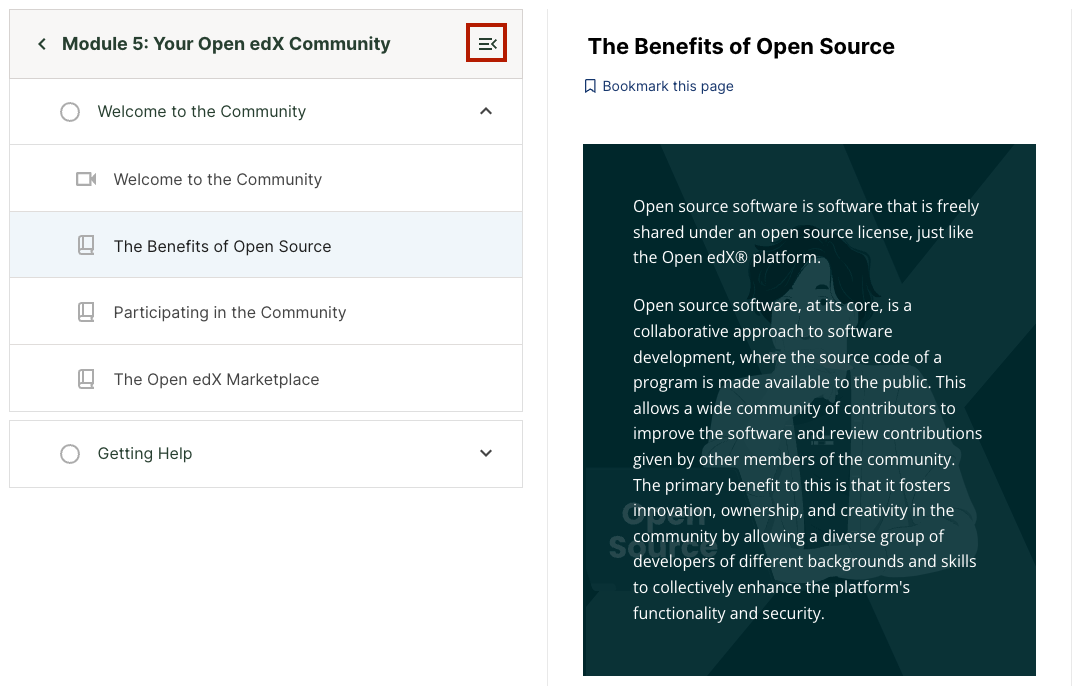 Module 5: Your Open edX Community
Welcome to the Community
Welcome to the Community
The Benefits of Open Source
Participating in the Community
The Open edX Marketplace
Getting Help
The Benefits of Open Source
Bookmark this page
Open source software is software that is freely
shared under an open source license, just like
the Open edX® platform.
Open source software, at its core, is a
collaborative approach to software
development, where the source code of a
program is made available to the public. This
allows a wide community of contributors to
improve the software and review contributions
given by other members of the community.
The primary benefit to this is that it fosters
innovation, ownership, and creativity in the
community by allowing a diverse group of
developers of different backgrounds and skills
to collectively enhance the platform's
functionality and security.
Open
Source